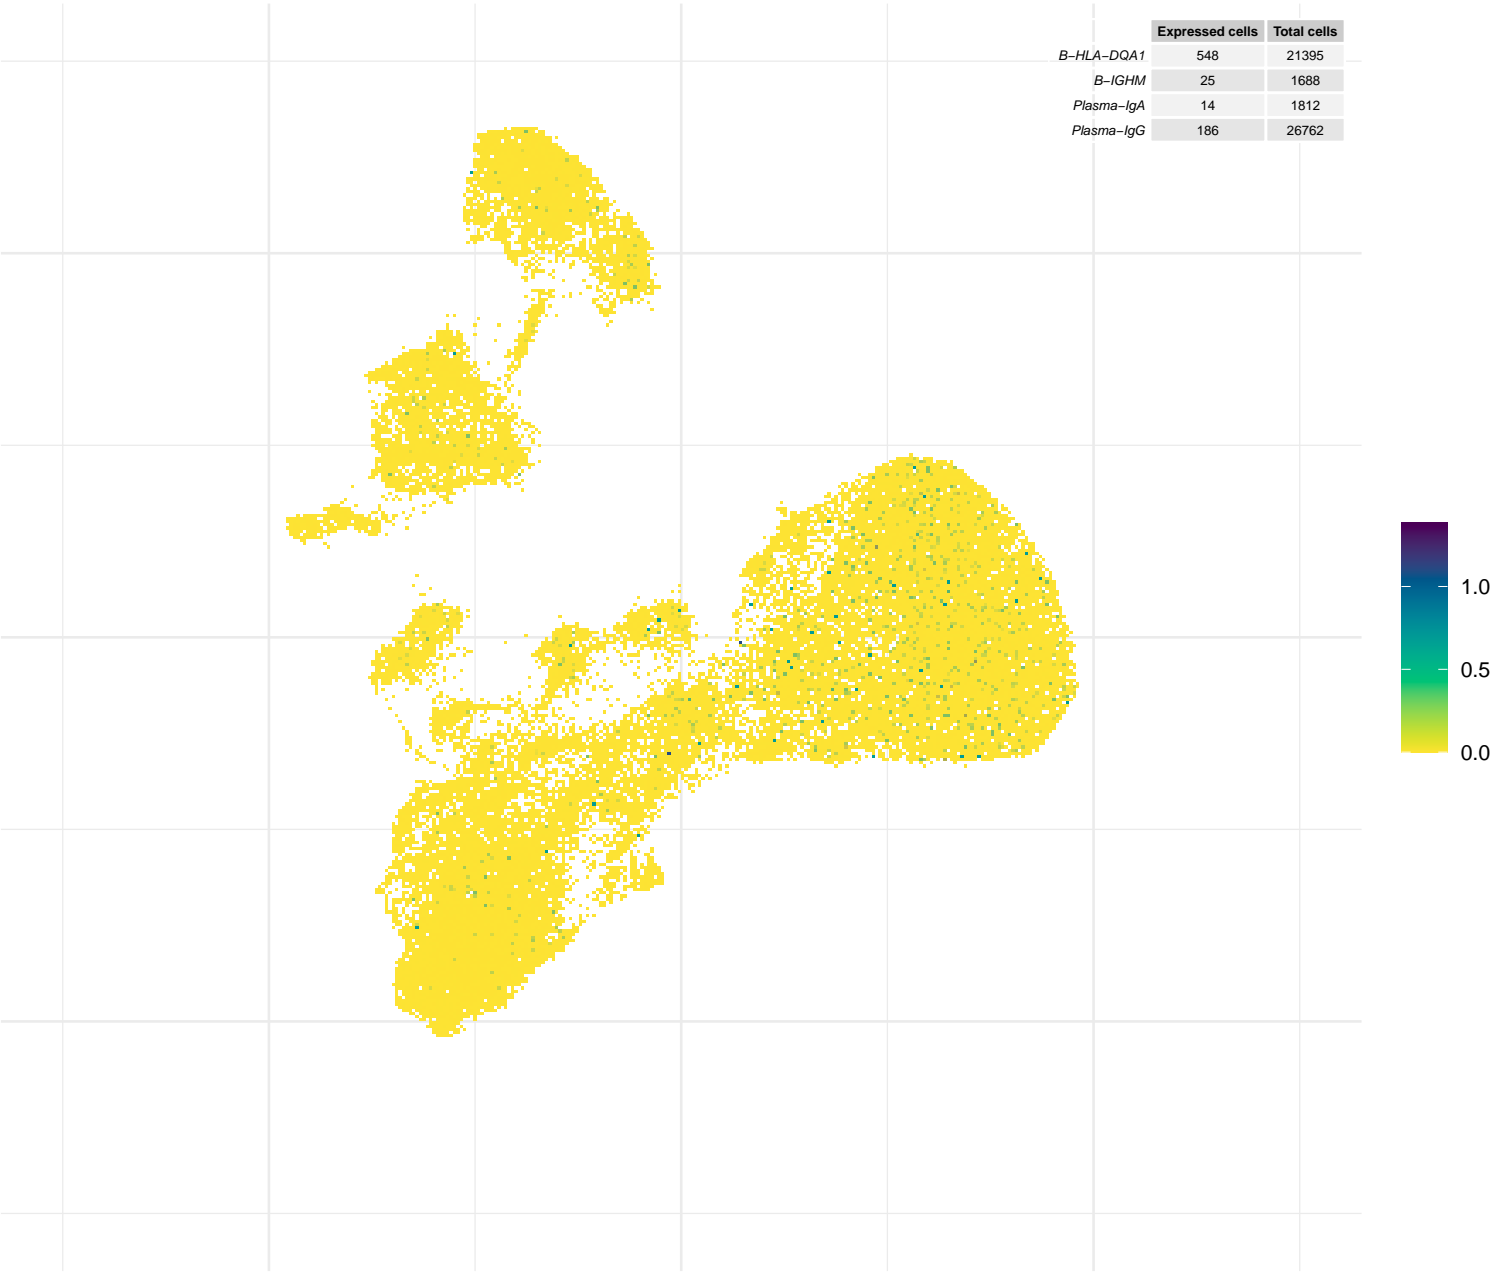 Expressed cells Total cells
B−HLA−DQA1 548 21395
B−IGHM 25 1688
Plasma−IgA 14 1812
Plasma−IgG 186 26762
1.0
0.5
0.0